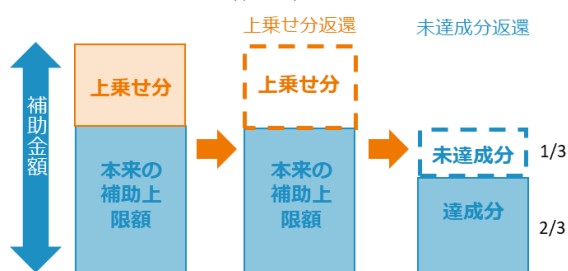 上乗せ分返還
未達成分返還
補助金額
上乗せ分
本来の
補助上
限額
上乗せ分
本来の
補助上
限額
未達成分
1/3
達成分
2/3